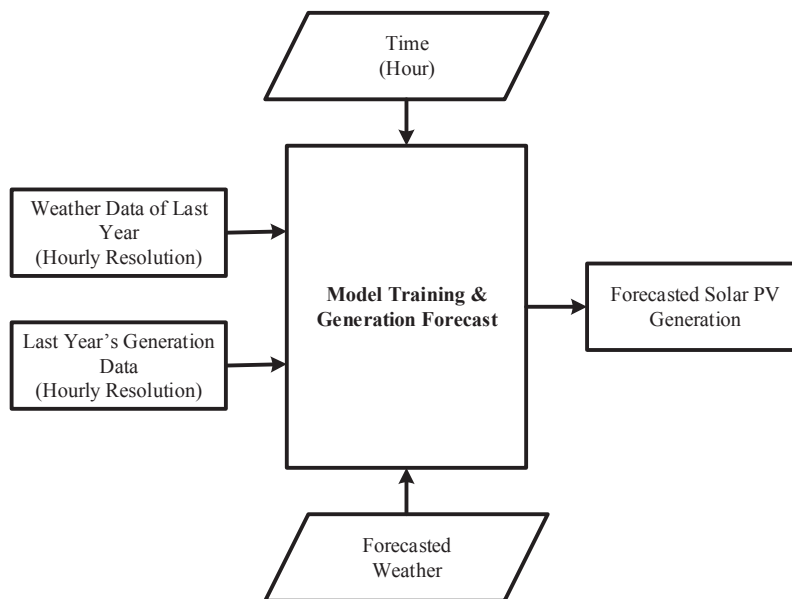 Time
(Hour)
Weather Data of Last
Year
(Hourly Resolution)
Model Training &
Generation Forecast
Forecasted Solar PV
Generation
Last Year’s Generation
Data
(Hourly Resolution)
Forecasted
Weather